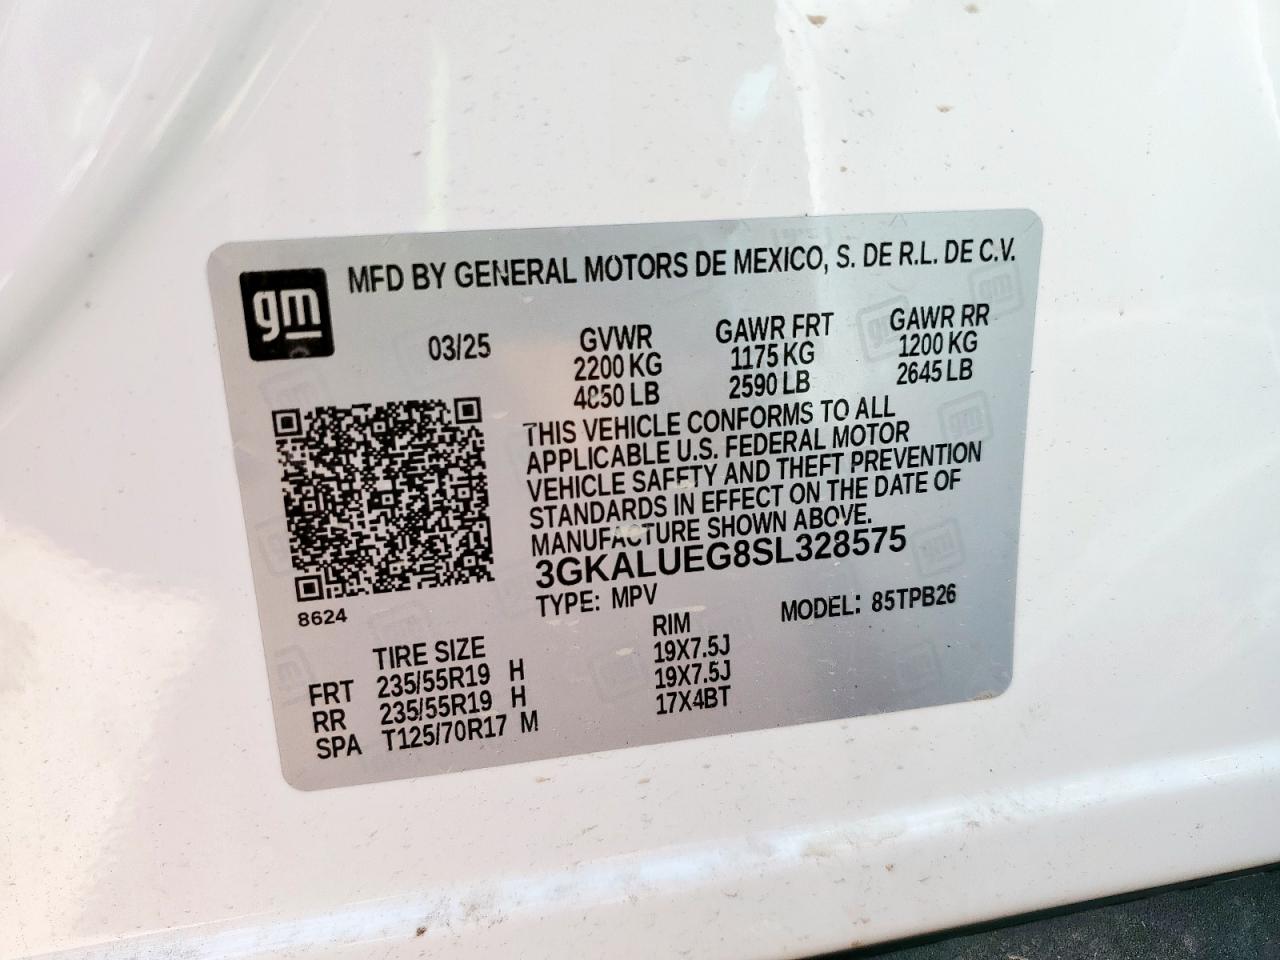 gm
MFD BY GENERAL MOTORS DE MEXICO, S. DE R.L. DE C.V.
03/25 GVWR GAWR FRT GAWR RR
2200 KG 1175 KG 1200 KG
4850 LB 2590 LB 2645 LB
THIS VEHICLE CONFORMS TO ALL
APPLICABLE U.S. FEDERAL MOTOR
VEHICLE SAFETY AND THEFT PREVENTION
STANDARDS IN EFFECT ON THE DATE OF
MANUFACTURE SHOWN ABOVE.
3GKALUEG8SL328575
TYPE: MPV MODEL: 85TPB26
8624
TIRE SIZE RIM
FRT 235/55R19 H 19X7.5J
RR 235/55R19 H 19X7.5J
SPA T125/70R17 M 17X4BT